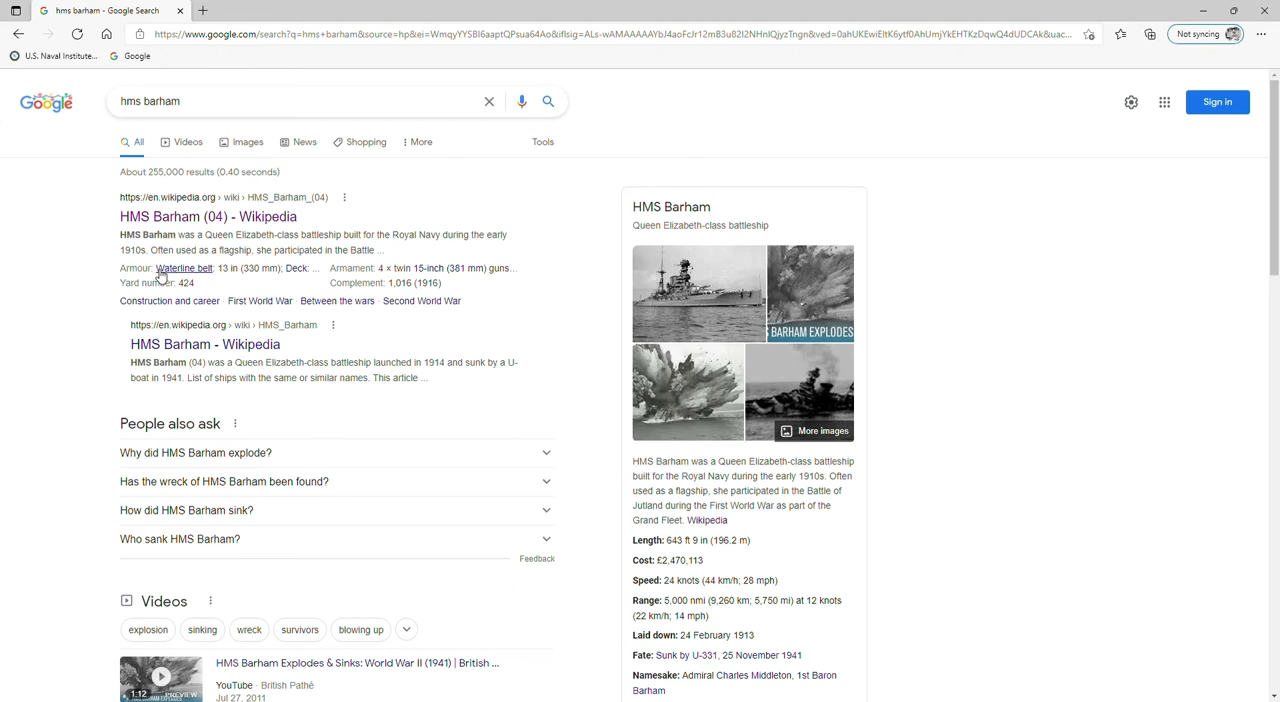 hms barham - Google Search
https://www.google.com/search?q=hms+barham&source=hp&ei=WmqyYY5BI6aaptQPsua64Ao&iflsig=ALs-wAMAAAAAYbJ4aoFcJr12mB3u82I2NHnIQjyzTngn&ved=0ahUKEwiEltK6ytf0AhUmjYkEHTKzDqwQ4dUDCAk&uac...
Not syncing
U.S. Naval Institute...
Google
Google
hms barham
Sign in
All
Videos
Images
News
Shopping
More
Tools
About 255,000 results (0.40 seconds)
https://en.wikipedia.org › wiki › HMS_Barham_(04)
HMS Barham (04) - Wikipedia
HMS Barham was a Queen Elizabeth-class battleship built for the Royal Navy during the early
1910s. Often used as a flagship, she participated in the Battle ...
Armour: Waterline belt: 13 in (330 mm); Deck: ... Armament: 4 × twin 15-inch (381 mm) guns...
Yard number: 424 Complement: 1,016 (1916)
Construction and career · First World War · Between the wars · Second World War
https://en.wikipedia.org › wiki › HMS_Barham
HMS Barham - Wikipedia
HMS Barham (04) was a Queen Elizabeth-class battleship launched in 1914 and sunk by a U-
boat in 1941. List of ships with the same or similar names. This article ...
People also ask
Why did HMS Barham explode?
Has the wreck of HMS Barham been found?
How did HMS Barham sink?
Who sank HMS Barham?
Feedback
Videos
explosion
sinking
wreck
survivors
blowing up
HMS Barham Explodes & Sinks: World War II (1941) | British ...
YouTube · British Pathé
Jul 27, 2011
1:12
PREVIEW
HMS Barham
Queen Elizabeth-class battleship
BARHAM EXPLODES
More images
HMS Barham was a Queen Elizabeth-class battleship
built for the Royal Navy during the early 1910s. Often
used as a flagship, she participated in the Battle of
Jutland during the First World War as part of the
Grand Fleet. Wikipedia
Length: 643 ft 9 in (196.2 m)
Cost: £2,470,113
Speed: 24 knots (44 km/h; 28 mph)
Range: 5,000 nmi (9,260 km; 5,750 mi) at 12 knots
(22 km/h; 14 mph)
Laid down: 24 February 1913
Fate: Sunk by U-331, 25 November 1941
Namesake: Admiral Charles Middleton, 1st Baron
Barham